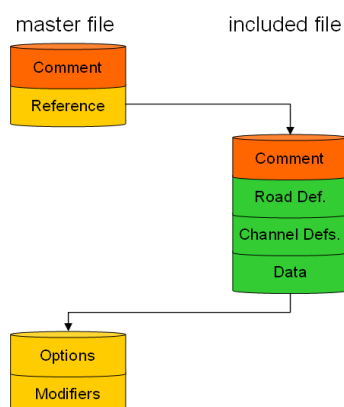 master file
included file
Comment
Reference
Comment
Road Def.
Channel Defs.
Data
Options
Modifiers